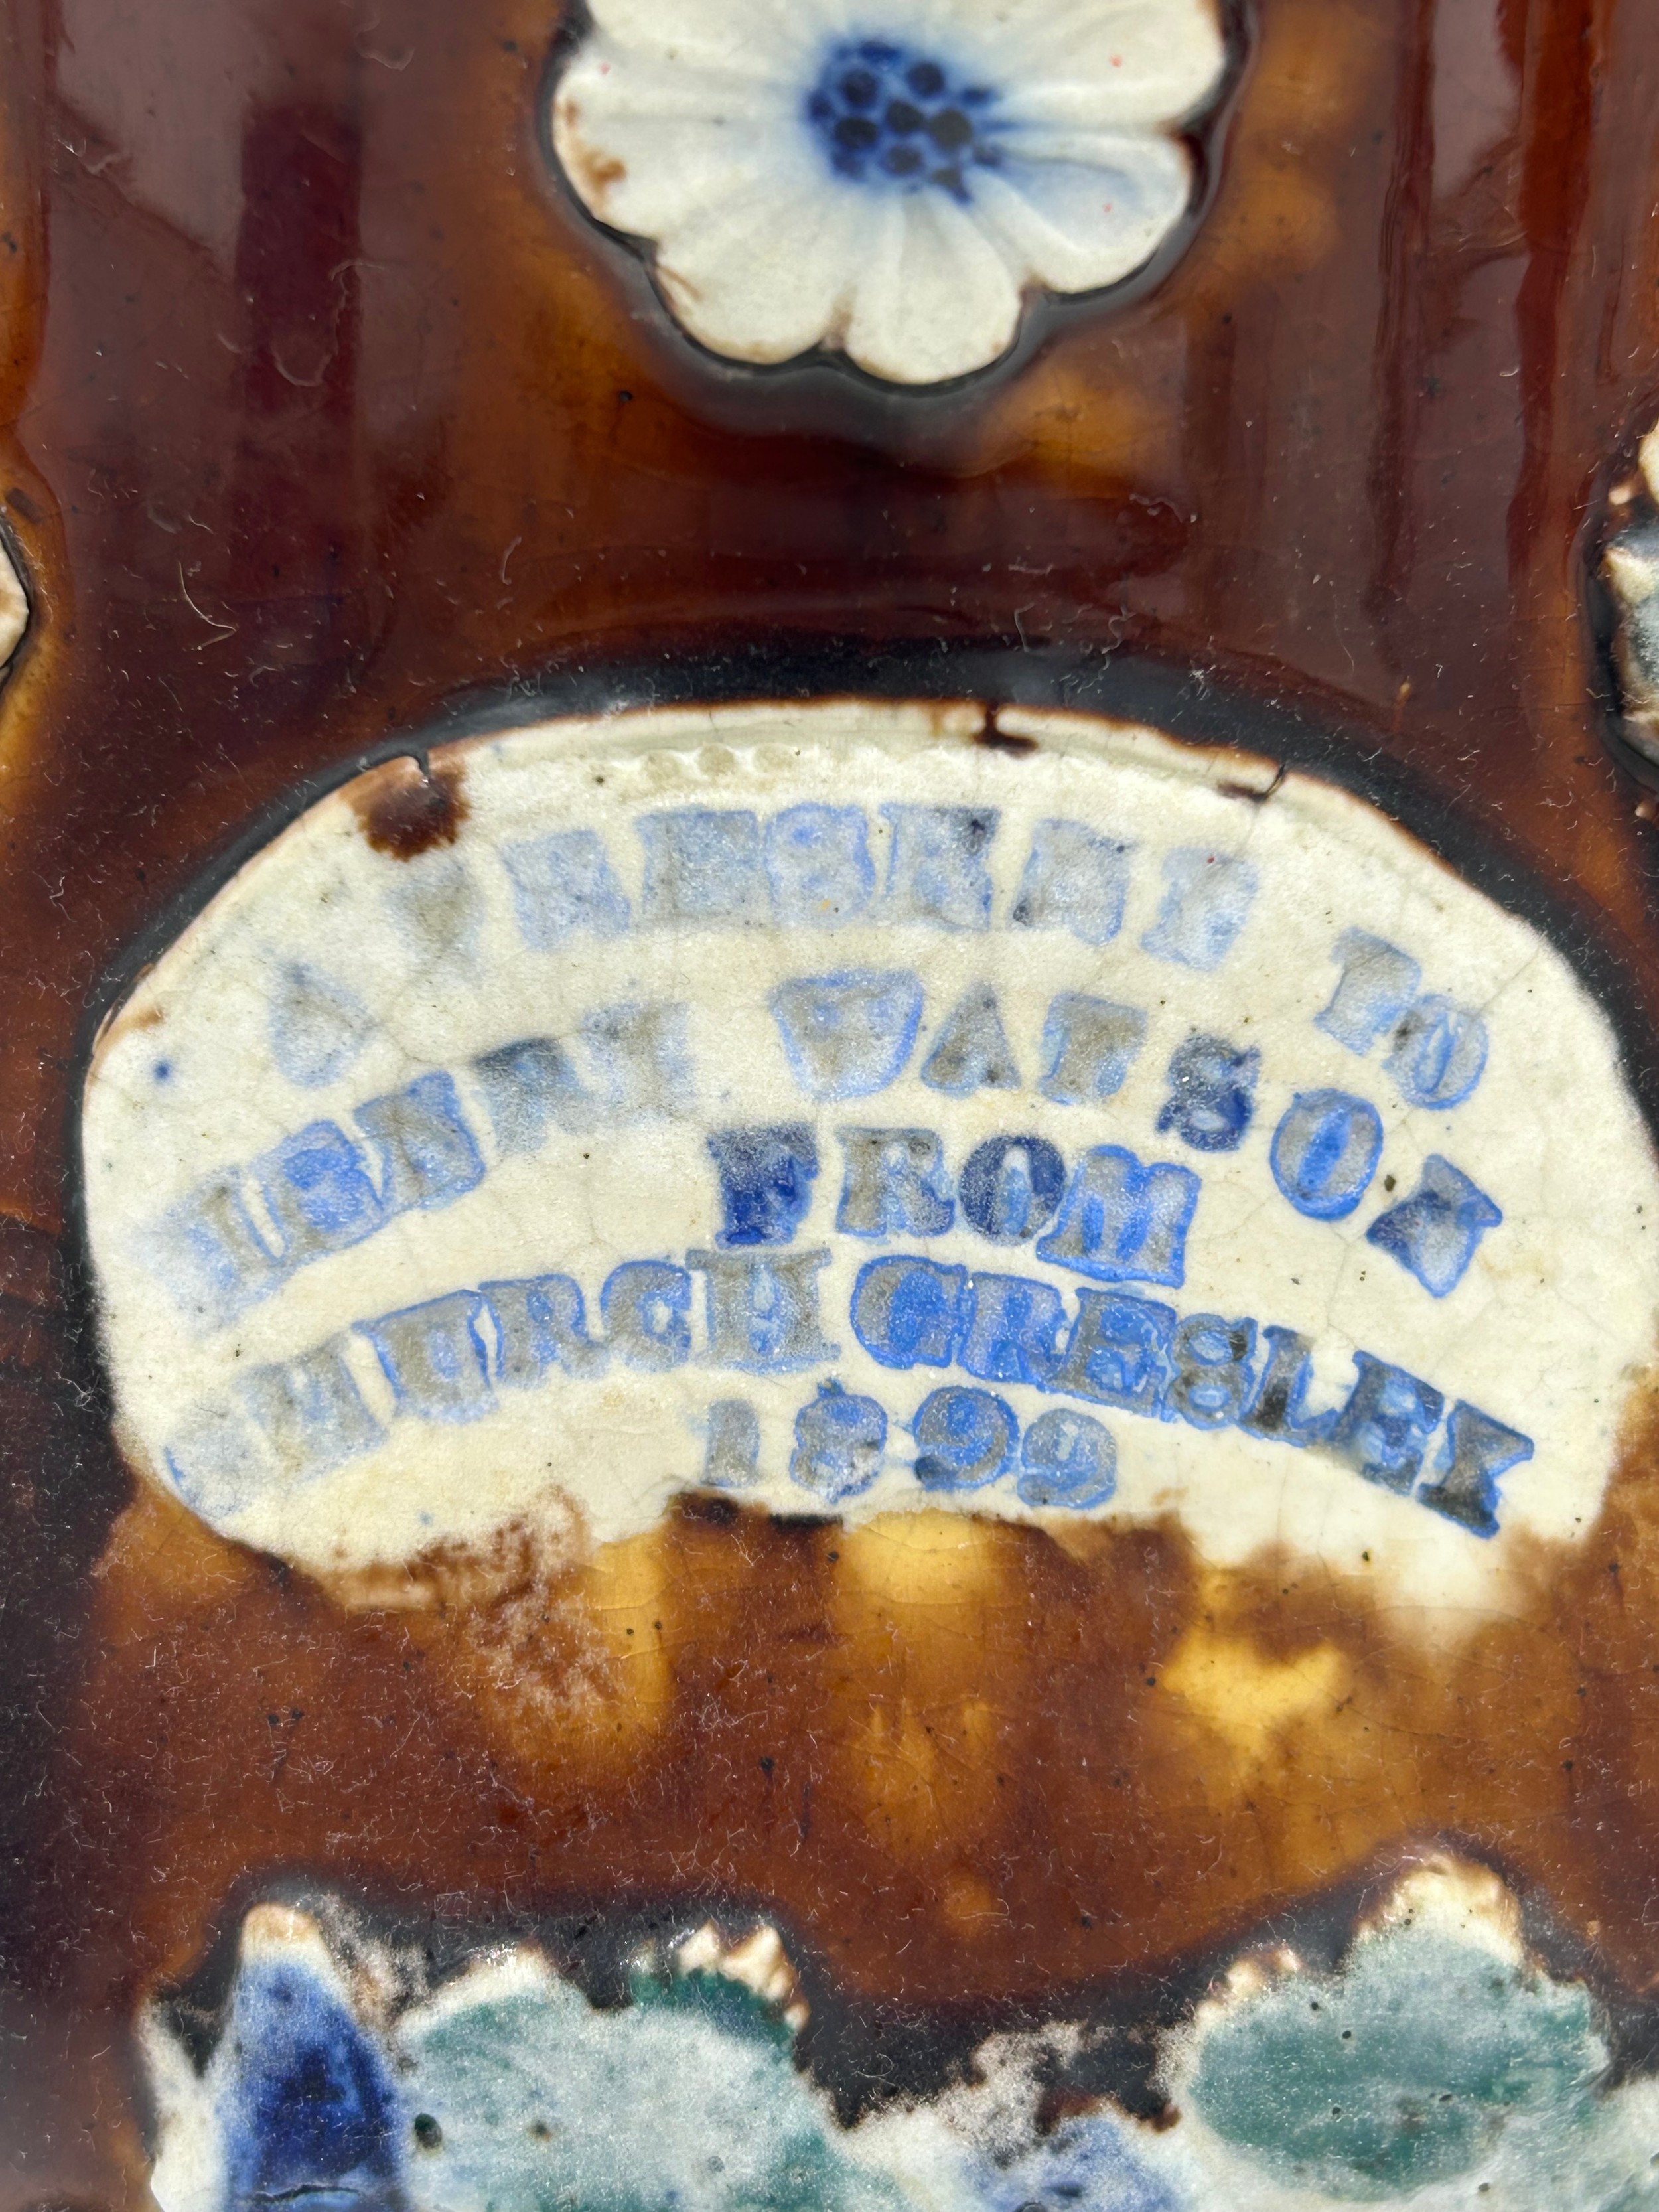 A PRESENT TO
HENRY WATSON
FROM
CHURCH GRESLEY
1899